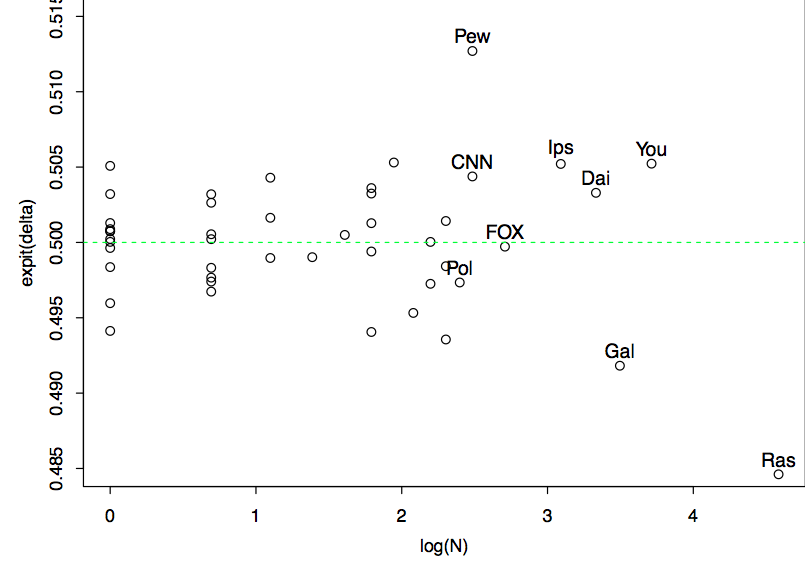 0.515
Pew
0.510
Ips
You
CNN
0.505
Dai
FOX
0.500
Pol
0.495
Gal
0.490
Ras
0.485
expit(delta)
0 1 2 3 4
log(N)